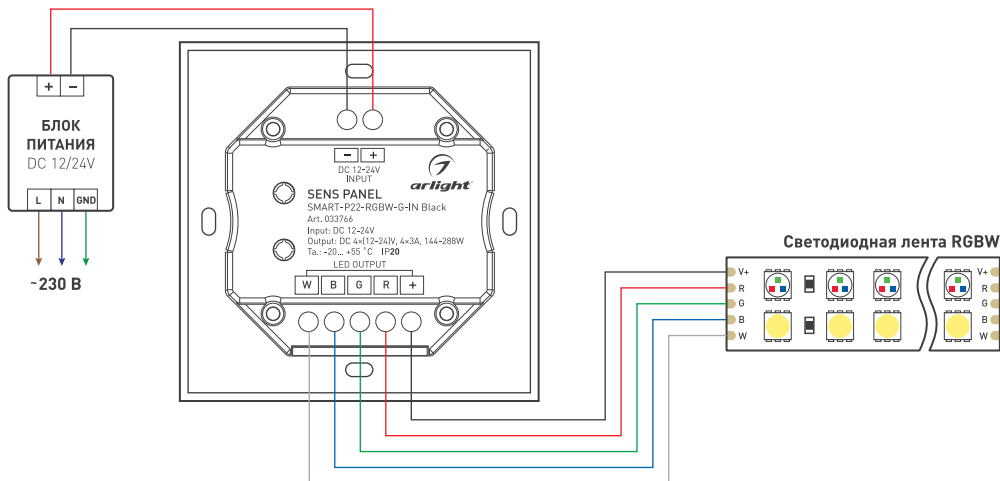 + −
БЛОК
ПИТАНИЯ
DC 12/24V
L N GND
~230 В
− +
DC 12-24V
INPUT
arlight®
SENS PANEL
SMART-P22-RGBW-G-IN Black
Art. 033766
Input: DC 12-24V
Output: DC 4×(12-24)V, 4×3A, 144-288W
Ta.: -20... +55 °C IP20
LED OUTPUT
W B G R +
Светодиодная лента RGBW
V+ V+
R R
G G
B B
W W